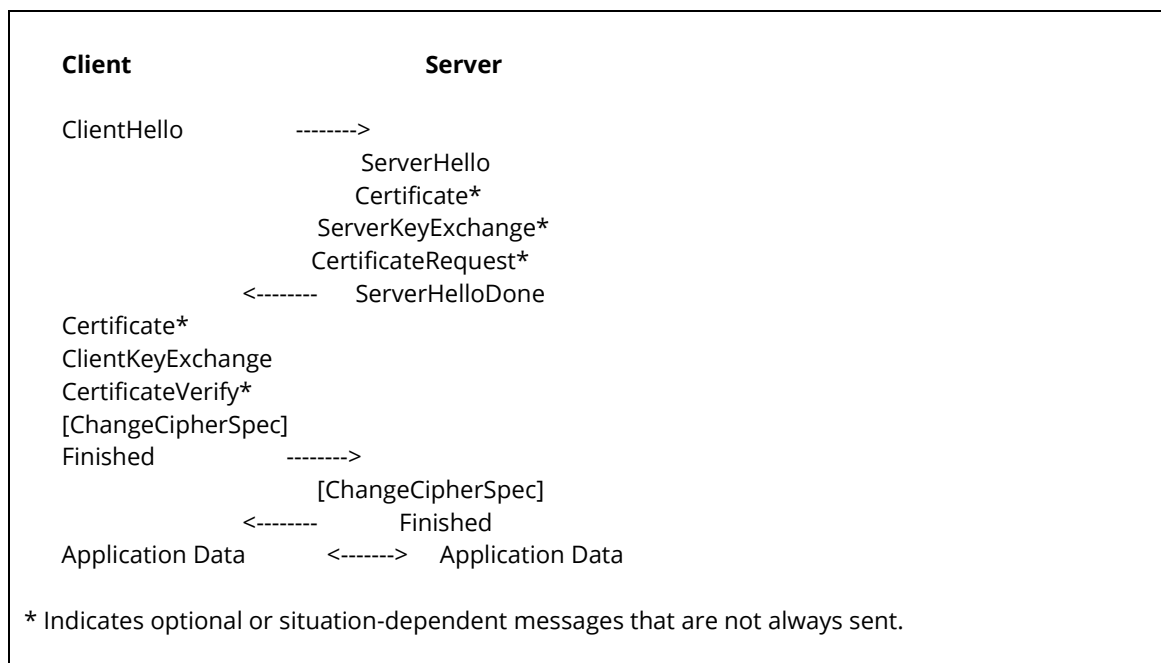 Client Server
ClientHello -------->
ServerHello
Certificate*
ServerKeyExchange*
CertificateRequest*
<-------- ServerHelloDone
Certificate*
ClientKeyExchange
CertificateVerify*
[ChangeCipherSpec]
Finished -------->
[ChangeCipherSpec]
<-------- Finished
Application Data <-------> Application Data
* Indicates optional or situation-dependent messages that are not always sent.